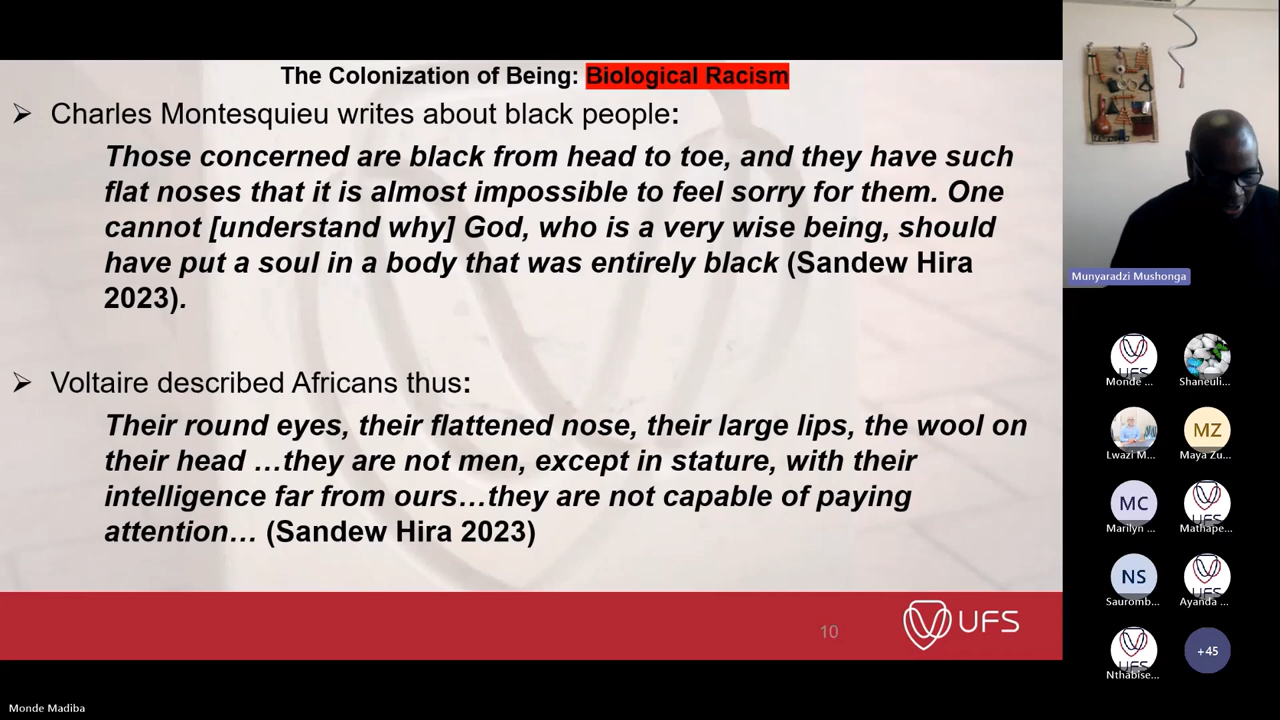 The Colonization of Being: Biological Racism
➢ Charles Montesquieu writes about black people:
Those concerned are black from head to toe, and they have such
flat noses that it is almost impossible to feel sorry for them. One
cannot [understand why] God, who is a very wise being, should
have put a soul in a body that was entirely black (Sandew Hira
2023).
➢ Voltaire described Africans thus:
Their round eyes, their flattened nose, their large lips, the wool on
their head …they are not men, except in stature, with their
intelligence far from ours…they are not capable of paying
attention… (Sandew Hira 2023)
10
UFS
Munyaradzi Mushonga
UFS
Monde ...
Shaneuli...
Lwazi M...
MZ
Maya Zu...
MC
Marilyn ...
UFS
Mathape...
NS
Sauromb...
UFS
Ayanda ...
UFS
Nthabise...
+45
Monde Madiba